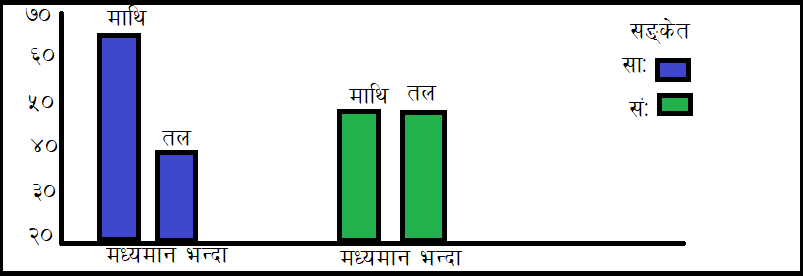 ७०
६०
५०
४०
३०
२०
माथि
तल
मध्यमान भन्दा
माथि
तल
मध्यमान भन्दा
सङ्केत
साः
संः